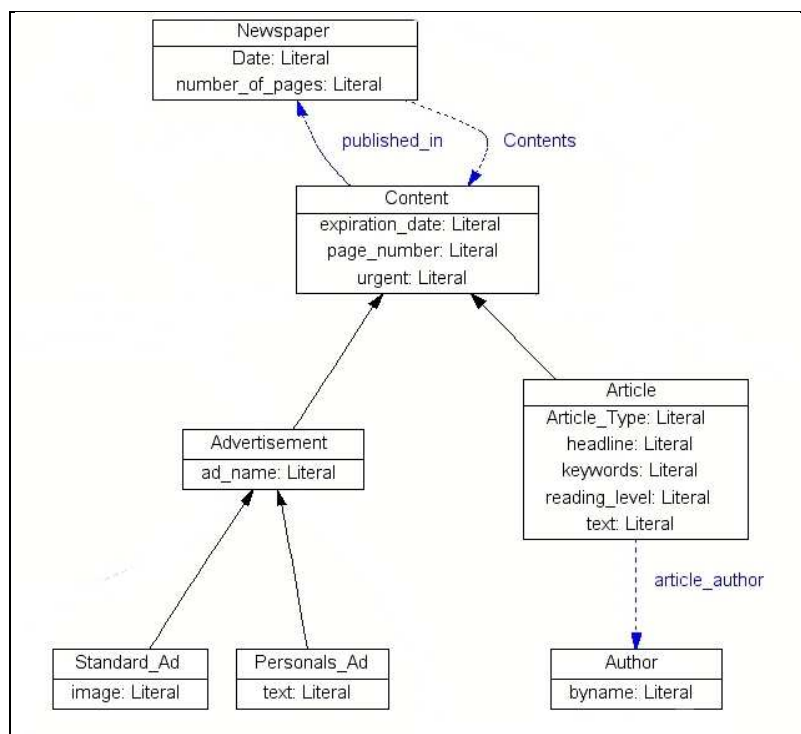 Newspaper
Date: Literal
number_of_pages: Literal
published_in
Contents
Content
expiration_date: Literal
page_number: Literal
urgent: Literal
Article
Article_Type: Literal
headline: Literal
keywords: Literal
reading_level: Literal
text: Literal
Advertisement
ad_name: Literal
article_author
Standard_Ad
image: Literal
Personals_Ad
text: Literal
Author
byname: Literal